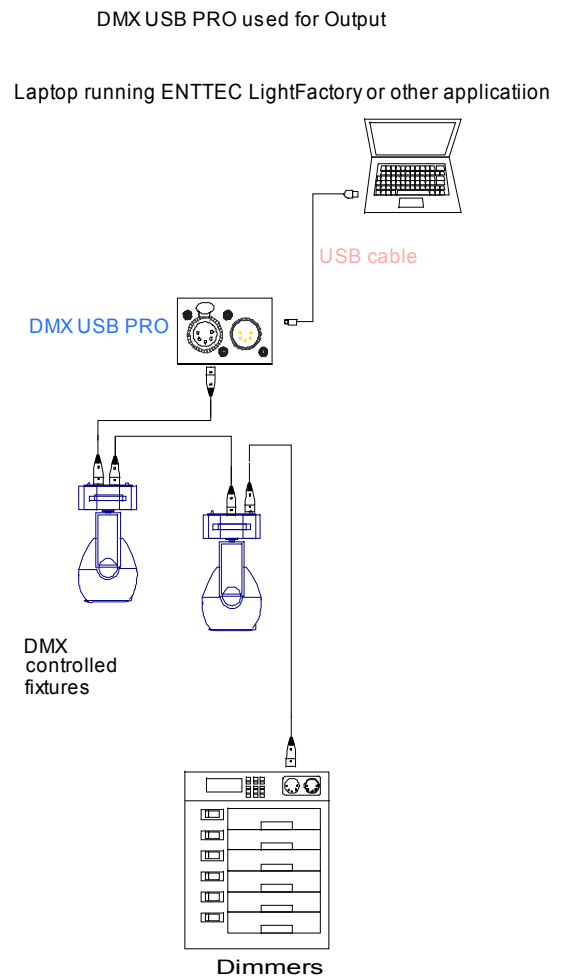 DMX USB PRO used for Output
Laptop running ENTTEC LightFactory or other applicatiion
USB cable
DMX USB PRO
DMX
controlled
fixtures
Dimmers